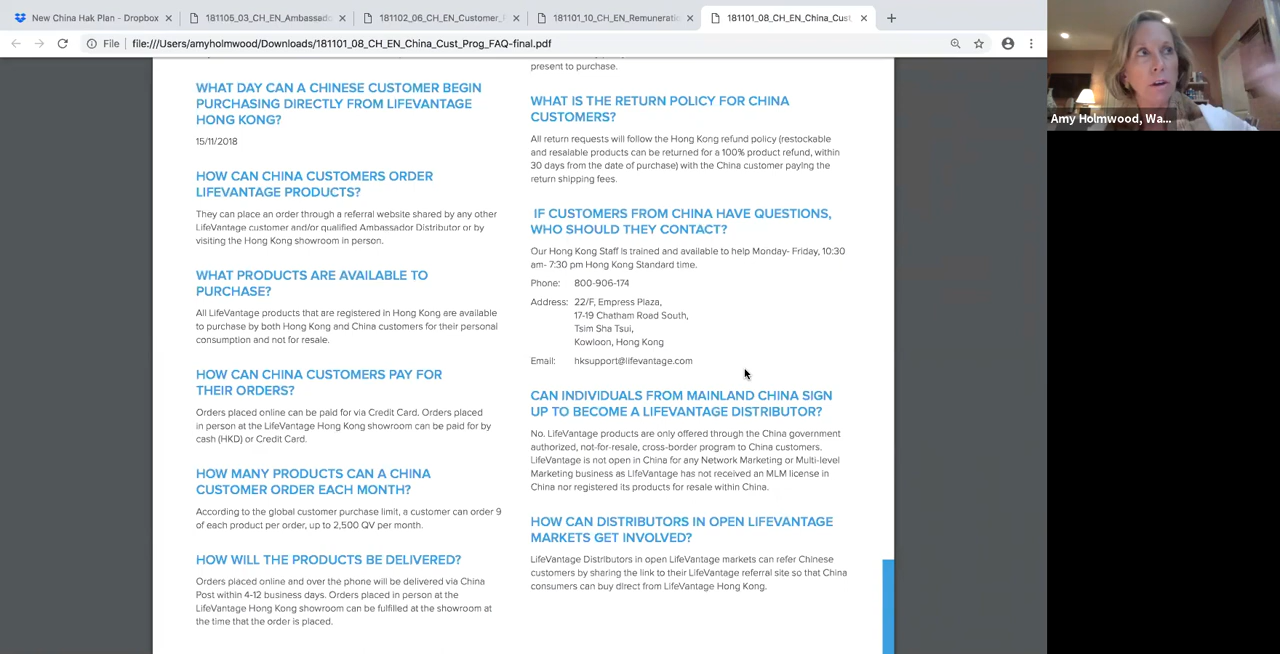 New China Hak Plan - Dropbox
181105_03_CH_EN_Ambassado
181102_06_CH_EN_Customer_F
181101_10_CH_EN_Remuneratio
181101_08_CH_EN_China_Cust
File
file:///Users/amyholmwood/Downloads/181101_08_CH_EN_China_Cust_Prog_FAQ-final.pdf
Amy Holmwood, Wa...
WHAT DAY CAN A CHINESE CUSTOMER BEGIN
PURCHASING DIRECTLY FROM LIFEVANTAGE
HONG KONG?
15/11/2018
HOW CAN CHINA CUSTOMERS ORDER
LIFEVANTAGE PRODUCTS?
They can place an order through a referral website shared by any other
LifeVantage customer and/or qualified Ambassador Distributor or by
visiting the Hong Kong showroom in person.
WHAT PRODUCTS ARE AVAILABLE TO
PURCHASE?
All LifeVantage products that are registered in Hong Kong are available
to purchase by both Hong Kong and China customers for their personal
consumption and not for resale.
HOW CAN CHINA CUSTOMERS PAY FOR
THEIR ORDERS?
Orders placed online can be paid for via Credit Card. Orders placed
in person at the LifeVantage Hong Kong showroom can be paid for by
cash (HKD) or Credit Card.
HOW MANY PRODUCTS CAN A CHINA
CUSTOMER ORDER EACH MONTH?
According to the global customer purchase limit, a customer can order 9
of each product per order, up to 2,500 QV per month.
HOW WILL THE PRODUCTS BE DELIVERED?
Orders placed online and over the phone will be delivered via China
Post within 4-12 business days. Orders placed in person at the
LifeVantage Hong Kong showroom can be fulfilled at the showroom at
the time that the order is placed.
present to purchase.
WHAT IS THE RETURN POLICY FOR CHINA
CUSTOMERS?
All return requests will follow the Hong Kong refund policy (restockable
and resalable products can be returned for a 100% product refund, within
30 days from the date of purchase) with the China customer paying the
return shipping fees.
IF CUSTOMERS FROM CHINA HAVE QUESTIONS,
WHO SHOULD THEY CONTACT?
Our Hong Kong Staff is trained and available to help Monday- Friday, 10:30
am- 7:30 pm Hong Kong Standard time.
Phone: 800-906-174
Address: 22/F, Empress Plaza,
17-19 Chatham Road South,
Tsim Sha Tsui,
Kowloon, Hong Kong
Email: hksupport@lifevantage.com
CAN INDIVIDUALS FROM MAINLAND CHINA SIGN
UP TO BECOME A LIFEVANTAGE DISTRIBUTOR?
No. LifeVantage products are only offered through the China government
authorized, not-for-resale, cross-border program to China customers.
LifeVantage is not open in China for any Network Marketing or Multi-level
Marketing business as LifeVantage has not received an MLM license in
China nor registered its products for resale within China.
HOW CAN DISTRIBUTORS IN OPEN LIFEVANTAGE
MARKETS GET INVOLVED?
LifeVantage Distributors in open LifeVantage markets can refer Chinese
customers by sharing the link to their LifeVantage referral site so that China
consumers can buy direct from LifeVantage Hong Kong.